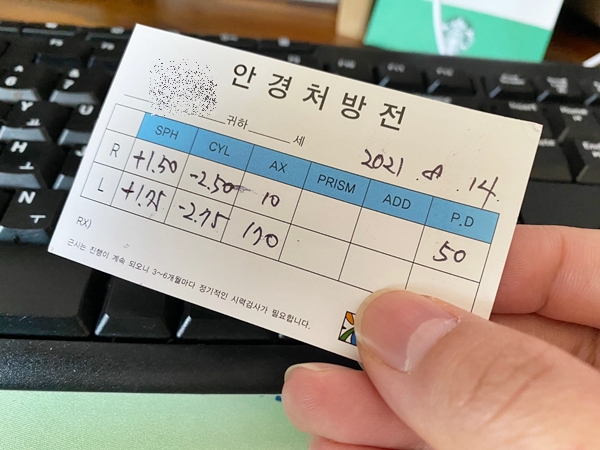 안경처방전
귀하 세
2021. 8. 14.
SPH CYL AX PRISM ADD P.D
R +1.50 -2.50 10 50
L +1.75 -2.75 170
RX)
근시는 진행이 계속 되오니 3~6개월마다 정기적인 시력검사가 필요합니다.